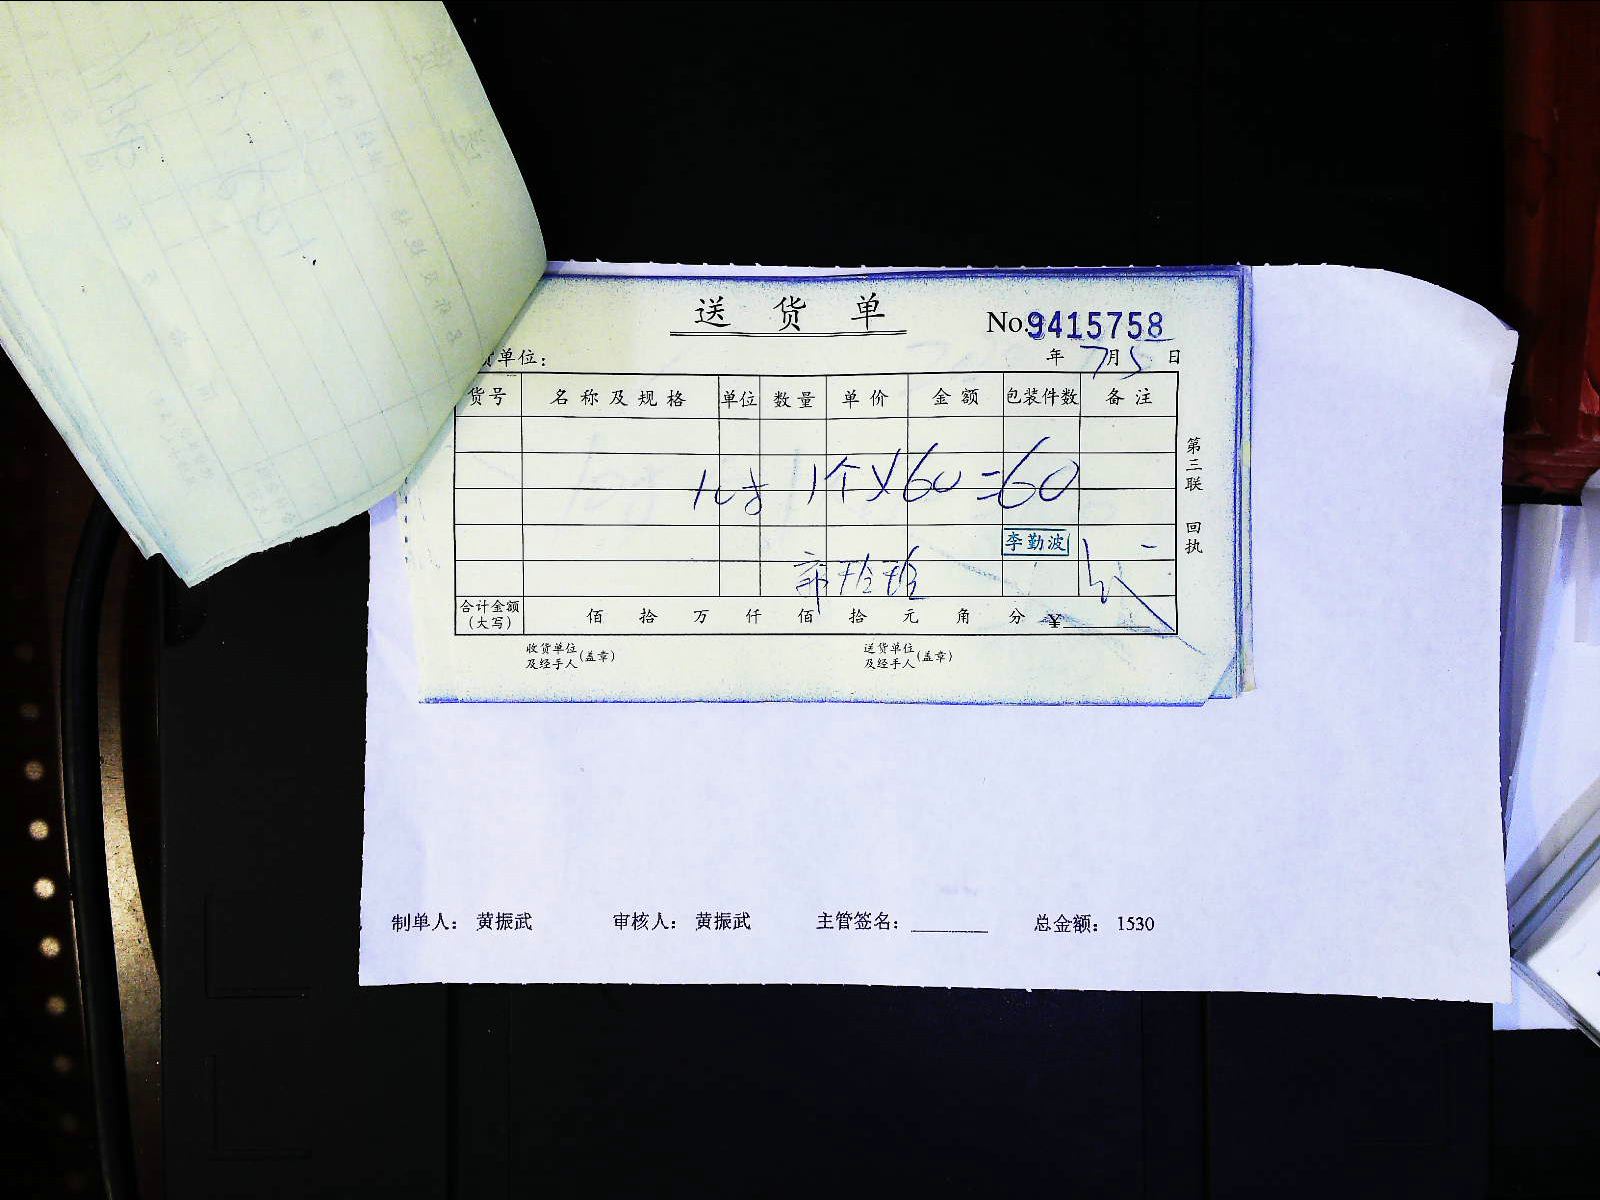 送货单
No.9415758
货单位：
年 7月5日
货号 名称及规格 单位 数量 单价 金额 包装件数 备注
1个×60=60
李勤波
合计金额（大写） 佰 拾 万 仟 佰 拾 元 角 分 ¥
收货单位及经手人（盖章） 送货单位及经手人（盖章）
第三联 回执
制单人： 黄振武 审核人： 黄振武 主管签名： 总金额： 1530